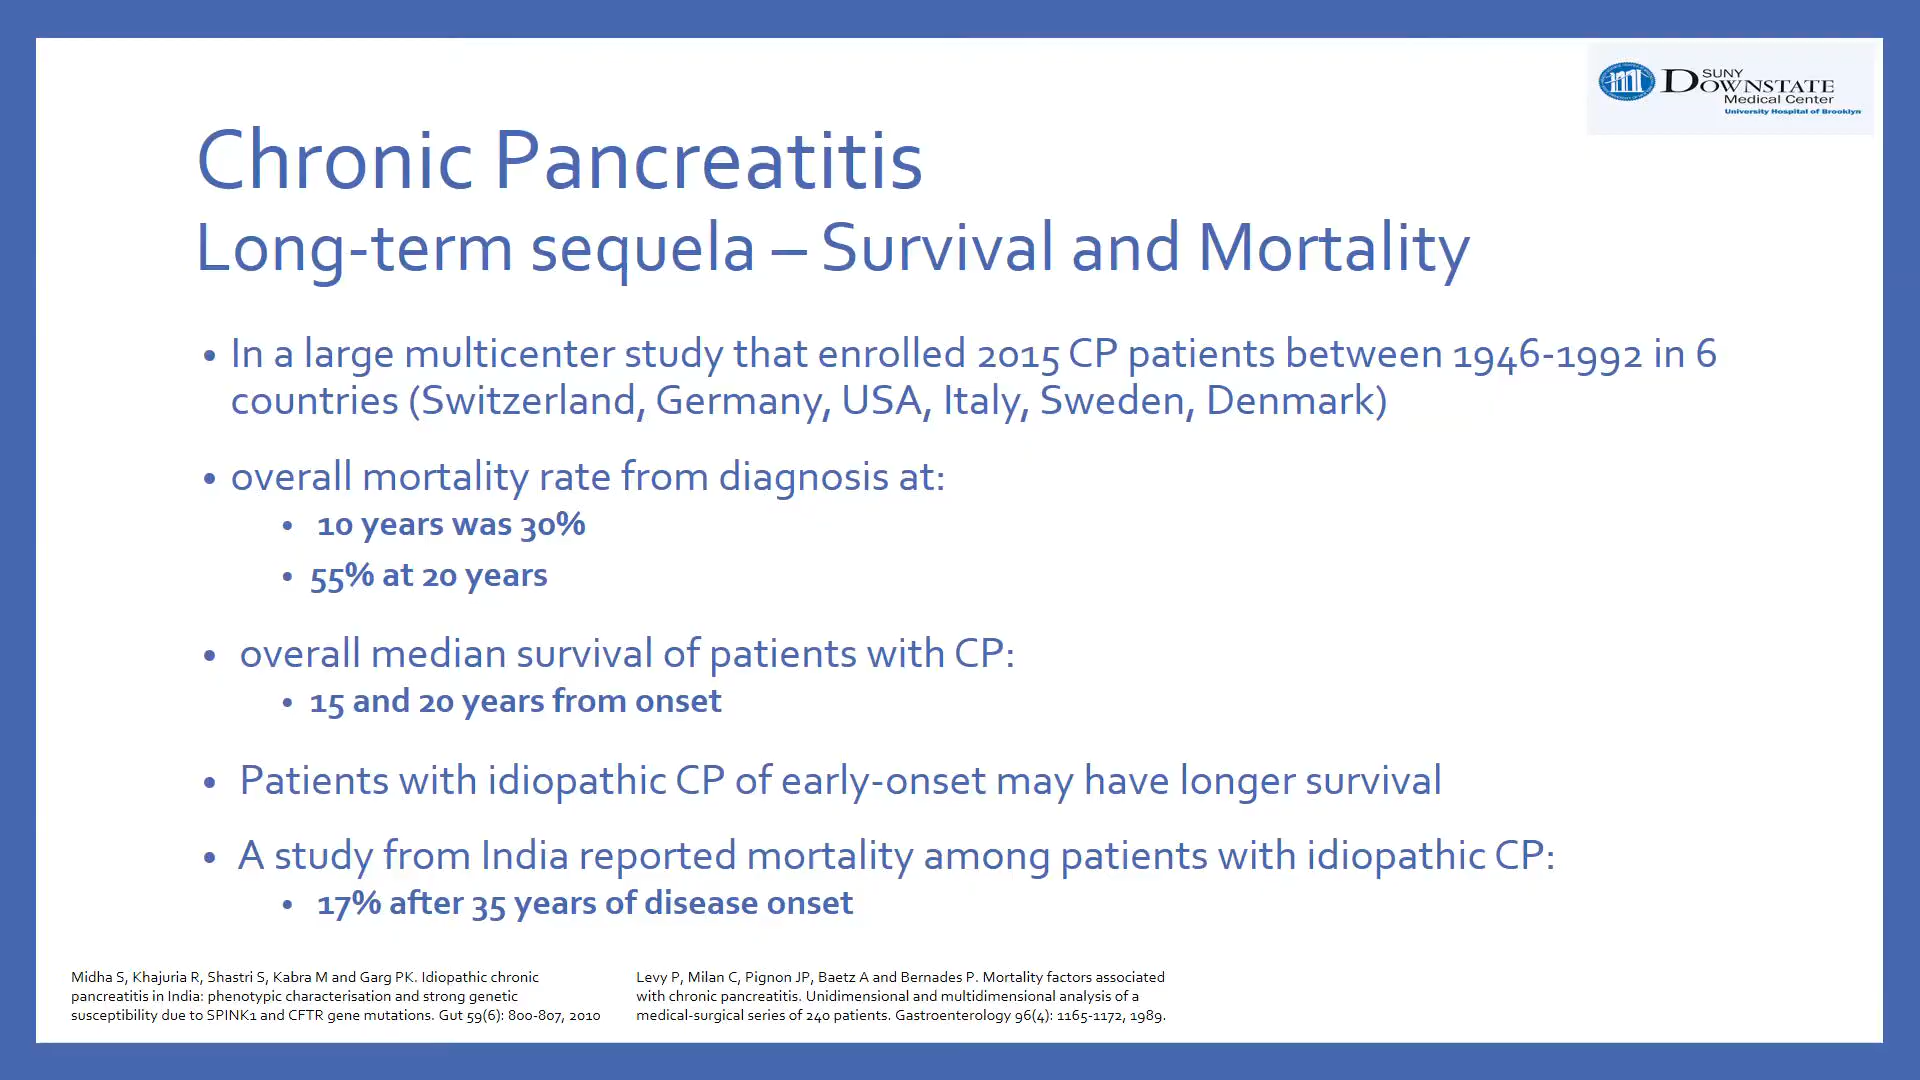 SUNY
DOWNSTATE
Medical Center
University Hospital of Brooklyn
Chronic Pancreatitis
Long-term sequela – Survival and Mortality
• In a large multicenter study that enrolled 2015 CP patients between 1946-1992 in 6
countries (Switzerland, Germany, USA, Italy, Sweden, Denmark)
• overall mortality rate from diagnosis at:
• 10 years was 30%
• 55% at 20 years
• overall median survival of patients with CP:
• 15 and 20 years from onset
• Patients with idiopathic CP of early-onset may have longer survival
• A study from India reported mortality among patients with idiopathic CP:
• 17% after 35 years of disease onset
Midha S, Khajuria R, Shastri S, Kabra M and Garg PK. Idiopathic chronic
pancreatitis in India: phenotypic characterisation and strong genetic
susceptibility due to SPINK1 and CFTR gene mutations. Gut 59(6): 800-807, 2010
Levy P, Milan C, Pignon JP, Baetz A and Bernades P. Mortality factors associated
with chronic pancreatitis. Unidimensional and multidimensional analysis of a
medical-surgical series of 240 patients. Gastroenterology 96(4): 1165-1172, 1989.